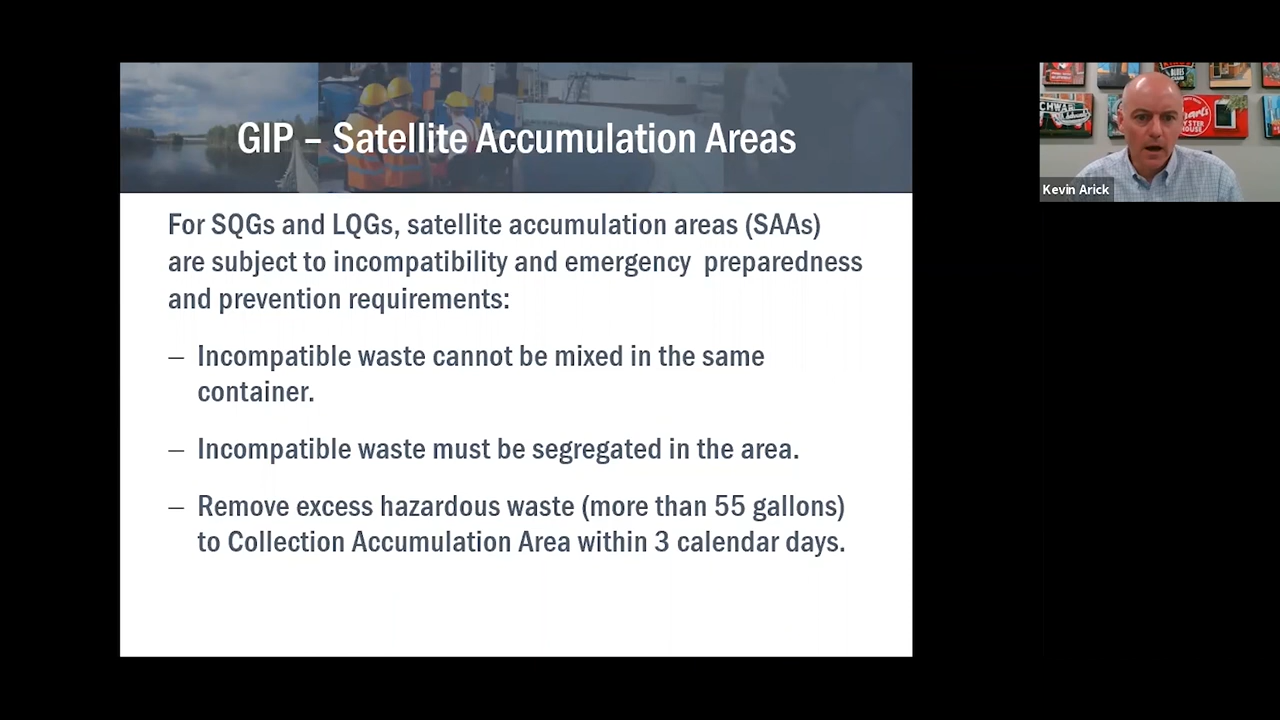 GIP – Satellite Accumulation Areas
For SQGs and LQGs, satellite accumulation areas (SAAs)
are subject to incompatibility and emergency preparedness
and prevention requirements:
– Incompatible waste cannot be mixed in the same
container.
– Incompatible waste must be segregated in the area.
– Remove excess hazardous waste (more than 55 gallons)
to Collection Accumulation Area within 3 calendar days.
BLUES
OYSTER
HOUSE
Kevin Arick